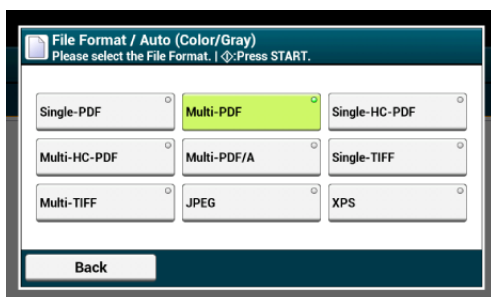 File Format / Auto (Color/Gray)
Please select the File Format. | :Press START.
Single-PDF
Multi-PDF
Single-HC-PDF
Multi-HC-PDF
Multi-PDF/A
Single-TIFF
Multi-TIFF
JPEG
XPS
Back